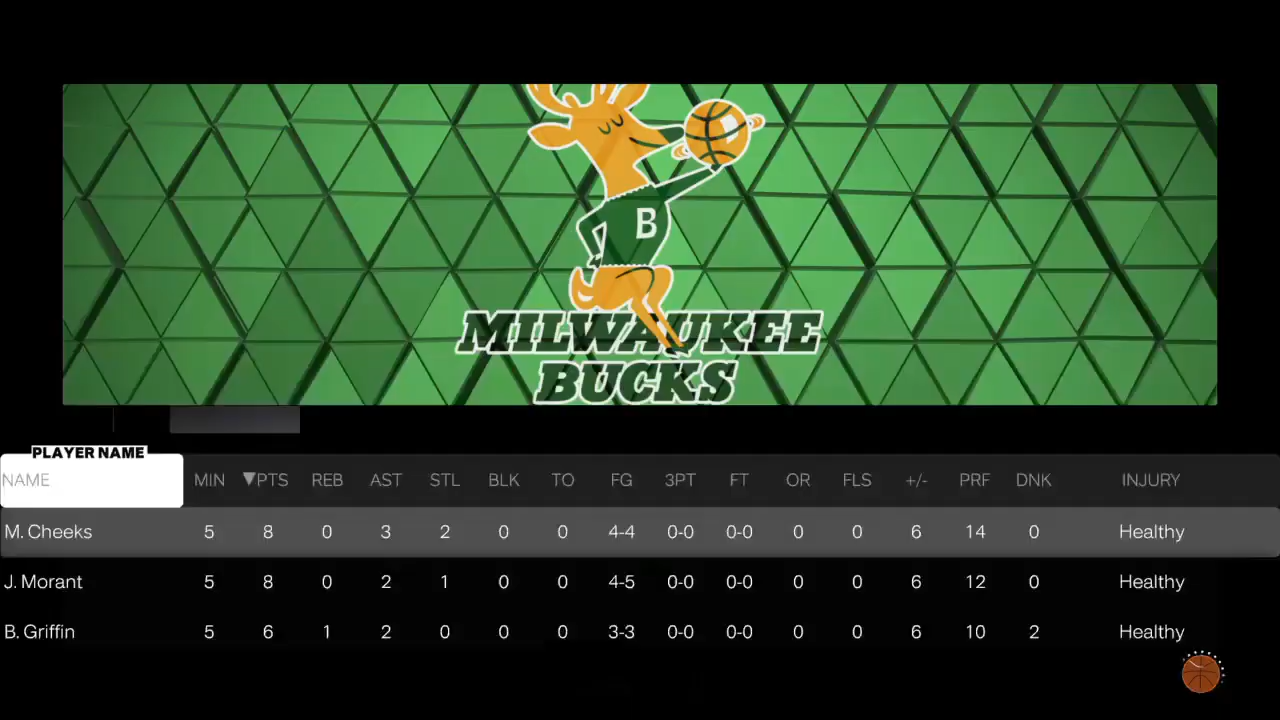 B
MILWAUKEE
BUCKS
PLAYER NAME
NAME MIN ▼PTS REB AST STL BLK TO FG 3PT FT OR FLS +/- PRF DNK INJURY
M. Cheeks 5 8 0 3 2 0 0 4-4 0-0 0-0 0 0 6 14 0 Healthy
J. Morant 5 8 0 2 1 0 0 4-5 0-0 0-0 0 0 6 12 0 Healthy
B. Griffin 5 6 1 2 0 0 0 3-3 0-0 0-0 0 0 6 10 2 Healthy